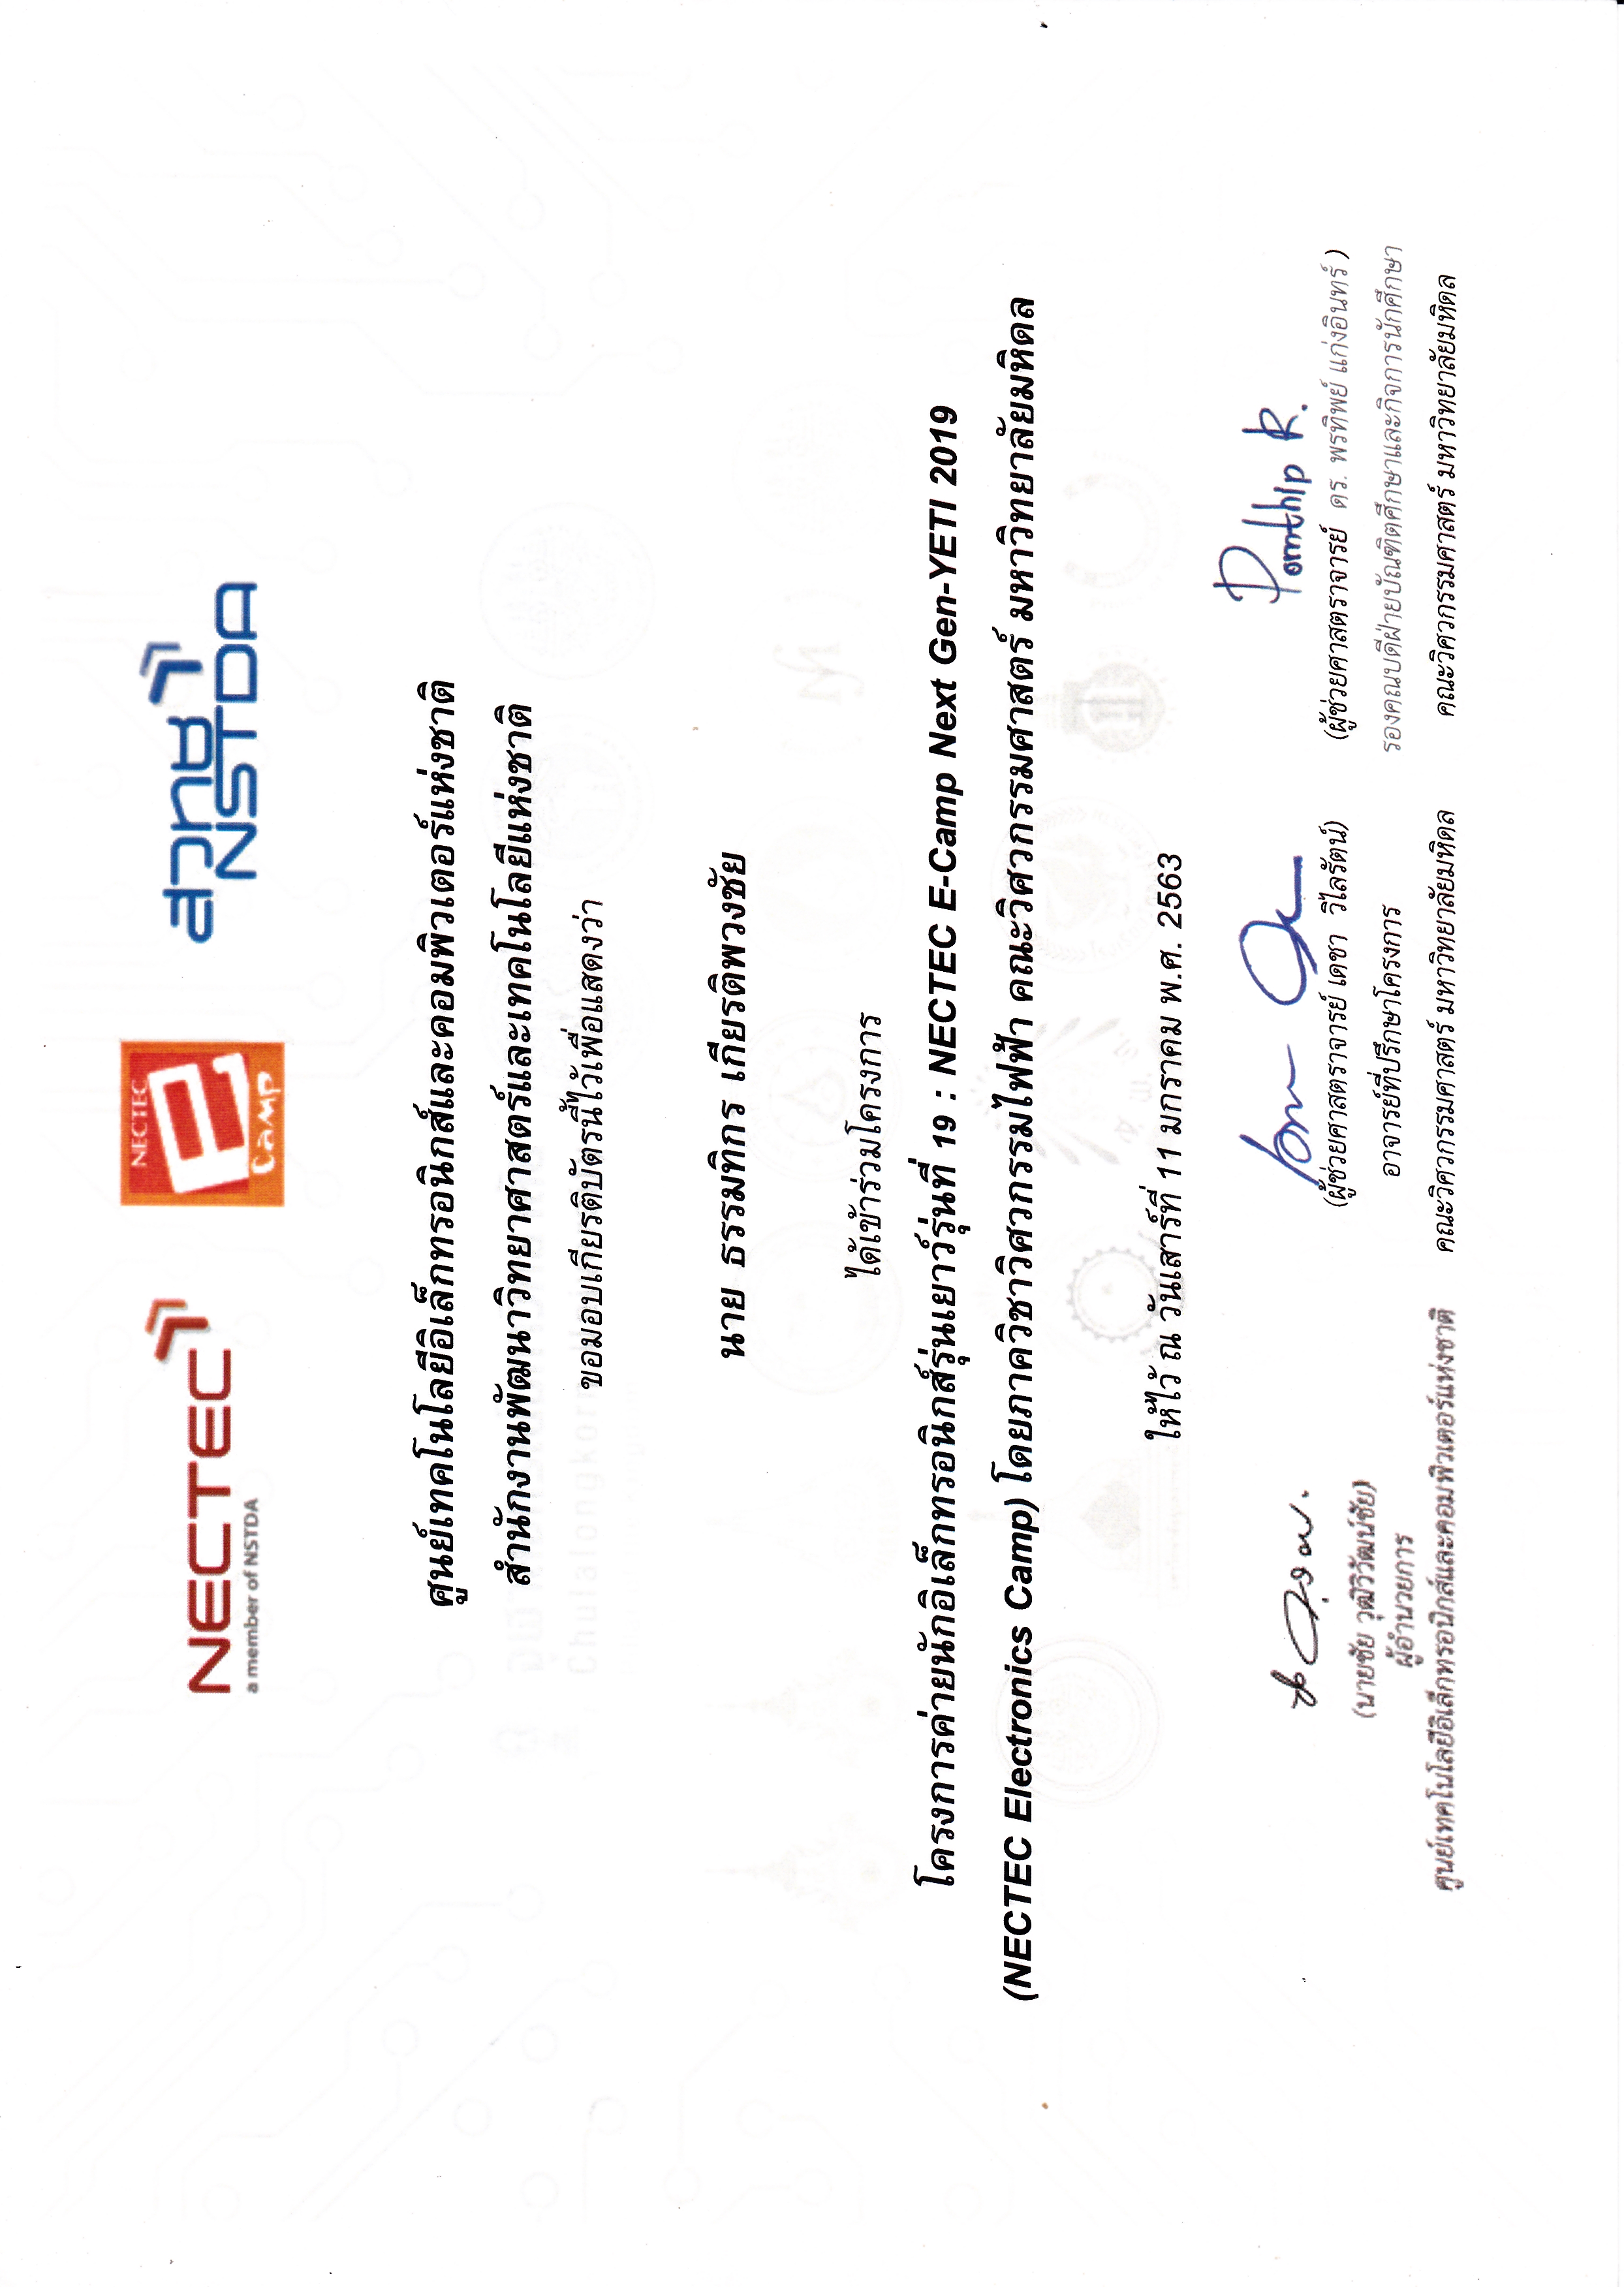 NECTEC
a member of NSTDA
NECTEC
e
Camp
สวทช
NSTDA
ศูนย์เทคโนโลยีอิเล็กทรอนิกส์และคอมพิวเตอร์แห่งชาติ
สำนักงานพัฒนาวิทยาศาสตร์และเทคโนโลยีแห่งชาติ
ขอมอบเกียรติบัตรนี้ไว้เพื่อแสดงว่า
นาย ธรรมทิกร เกียรติพวงชัย
ได้เข้าร่วมโครงการ
โครงการค่ายนักอิเล็กทรอนิกส์รุ่นเยาว์รุ่นที่ 19 : NECTEC E-Camp Next Gen-YETI 2019
(NECTEC Electronics Camp) โดยภาควิชาวิศวกรรมไฟฟ้า คณะวิศวกรรมศาสตร์ มหาวิทยาลัยมหิดล
ให้ไว้ ณ วันเสาร์ที่ 11 มกราคม พ.ศ. 2563
Pornthip R.
(นายชัย วุฒิวิวัฒน์ชัย)
ผู้อำนวยการ
ศูนย์เทคโนโลยีอิเล็กทรอนิกส์และคอมพิวเตอร์แห่งชาติ
(ผู้ช่วยศาสตราจารย์ เดชา วิไลรัตน์)
อาจารย์ที่ปรึกษาโครงการ
คณะวิศวกรรมศาสตร์ มหาวิทยาลัยมหิดล
(ผู้ช่วยศาสตราจารย์ ดร. พรทิพย์ แก่งอินทร์ )
รองคณบดีฝ่ายบัณฑิตศึกษาและกิจการนักศึกษา
คณะวิศวกรรมศาสตร์ มหาวิทยาลัยมหิดล